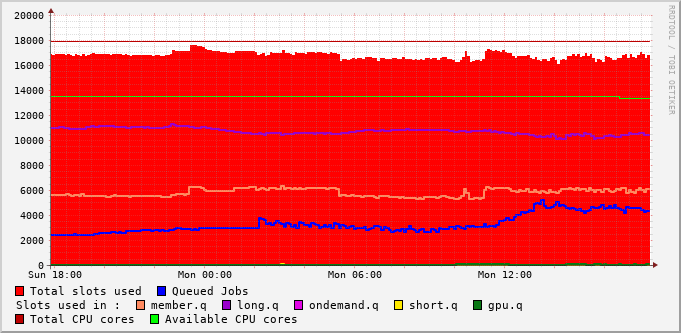 20000
18000
16000
14000
12000
10000
8000
6000
4000
2000
0
Sun 18:00 Mon 00:00 Mon 06:00 Mon 12:00
RRDTOOL / TOBI OETIKER
Total slots used Queued Jobs
Slots used in : member.q long.q ondemand.q short.q gpu.q
Total CPU cores Available CPU cores